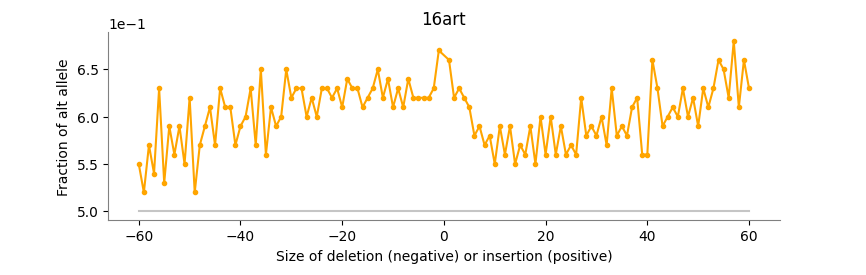 16art
1e−1
Fraction of alt allele
6.5
6.0
5.5
5.0
−60
−40
−20
0
20
40
60
Size of deletion (negative) or insertion (positive)